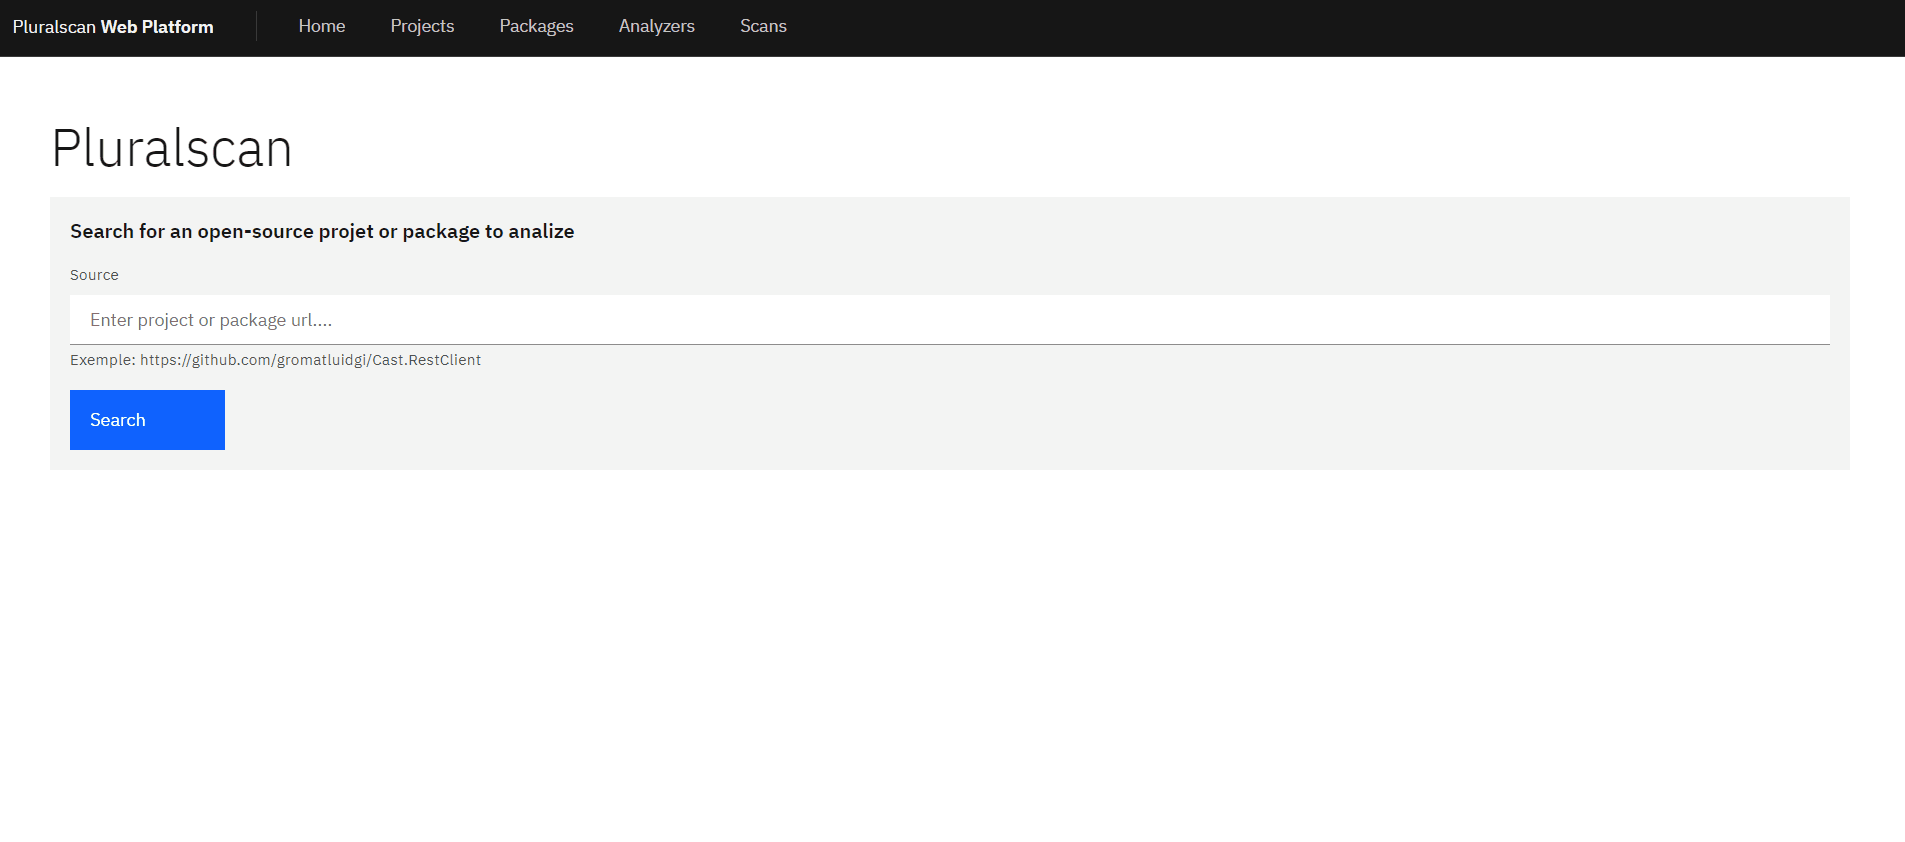 Pluralscan Web Platform Home Projects Packages Analyzers Scans
Pluralscan
Search for an open-source projet or package to analize
Source
Enter project or package url....
Exemple: https://github.com/gromatluidgi/Cast.RestClient
Search